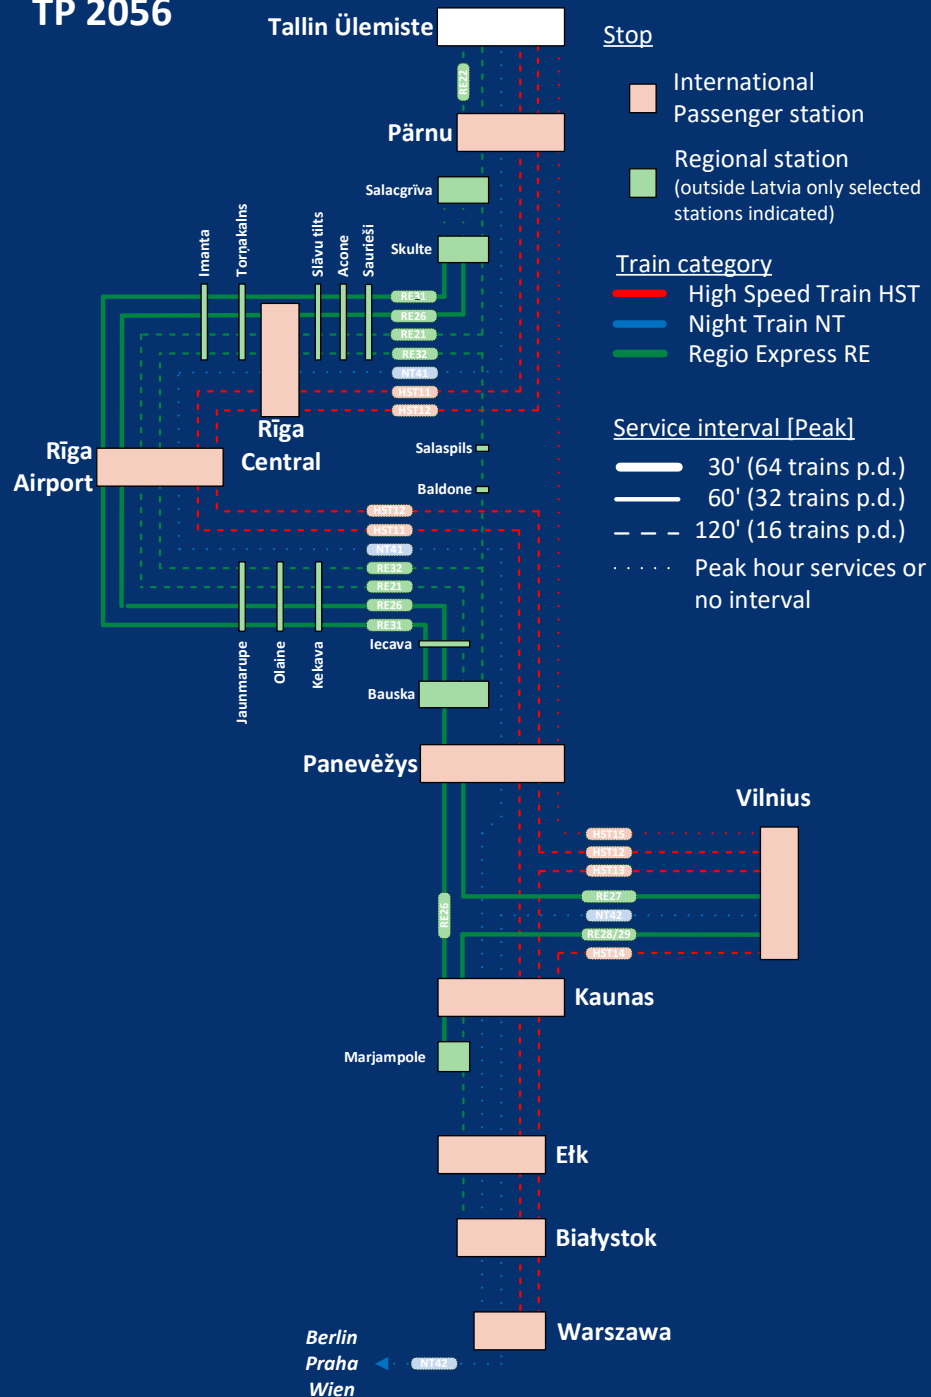 TP 2056
Tallin Ülemiste
RE22
Pärnu
Salacgrīva
Skulte
Imanta
Torņakalns
Slāvu tilts
Acone
Saurieši
RE31
RE26
RE21
RE32
NT41
HST11
HST12
Rīga
Central
Rīga
Airport
Salaspils
Baldone
HST12
HST11
NT41
RE32
RE21
RE26
RE31
Jaunmarupe
Olaine
Kekava
Iecava
Bauska
Panevėžys
Vilnius
HST15
HST12
HST13
RE27
NT42
RE28/29
HST14
RE26
Kaunas
Marjampole
Ełk
Białystok
Warszawa
Berlin
Praha
Wien
NT42
Stop
International
Passenger station
Regional station
(outside Latvia only selected
stations indicated)
Train category
High Speed Train HST
Night Train NT
Regio Express RE
Service interval [Peak]
30' (64 trains p.d.)
60' (32 trains p.d.)
120' (16 trains p.d.)
Peak hour services or
no interval